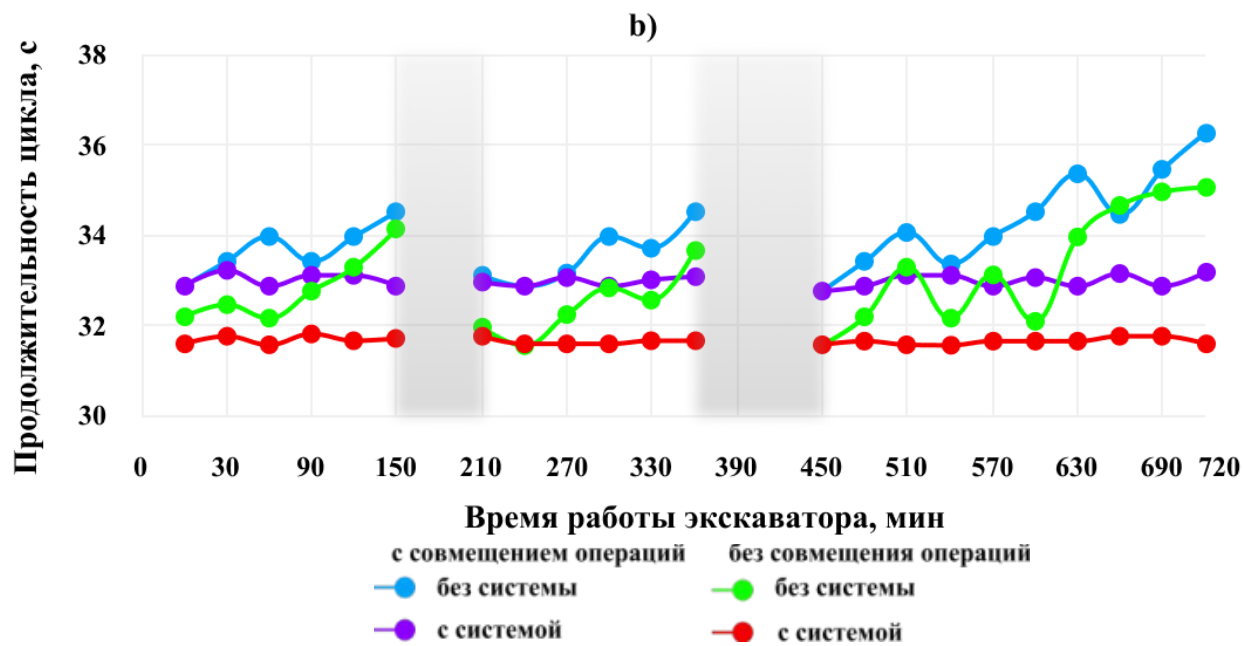 b)
Продолжительность цикла, с
38
36
34
32
30
0 30 90 150 210 270 330 390 450 510 570 630 690 720
Время работы экскаватора, мин
с совмещением операций без совмещения операций
без системы без системы
с системой с системой